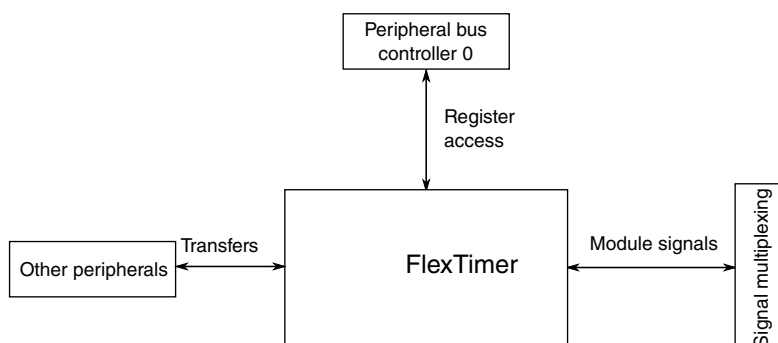 Peripheral bus
controller 0
Register
access
Transfers
Other peripherals
FlexTimer
Module signals
Signal multiplexing